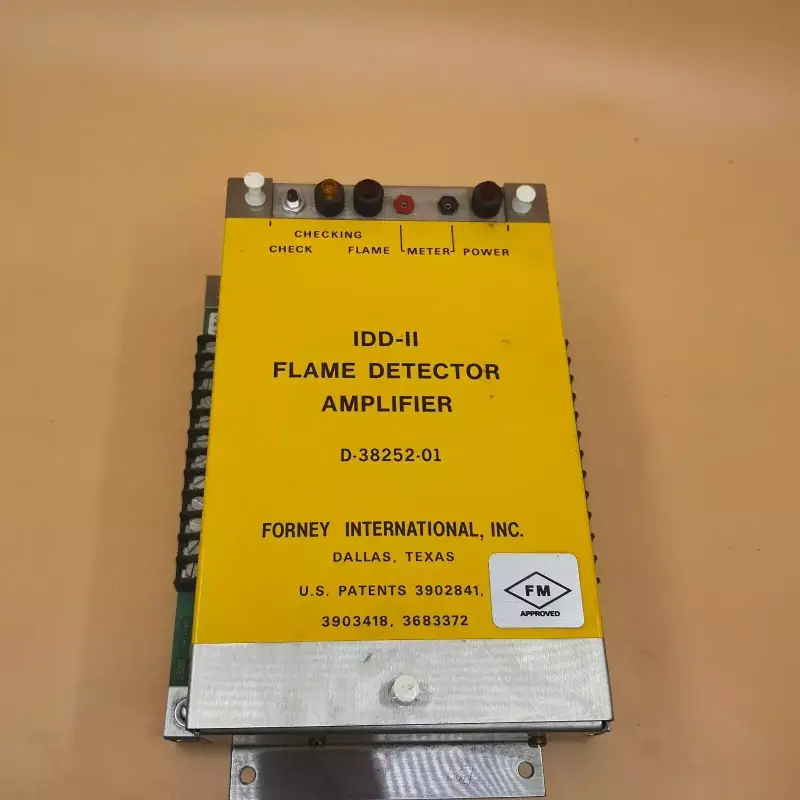 CHECKING
CHECK FLAME METER POWER
IDD-II
FLAME DETECTOR
AMPLIFIER
D-38252-01
FORNEY INTERNATIONAL, INC.
DALLAS, TEXAS
U.S. PATENTS 3902841,
3903418, 3683372
FM
APPROVED